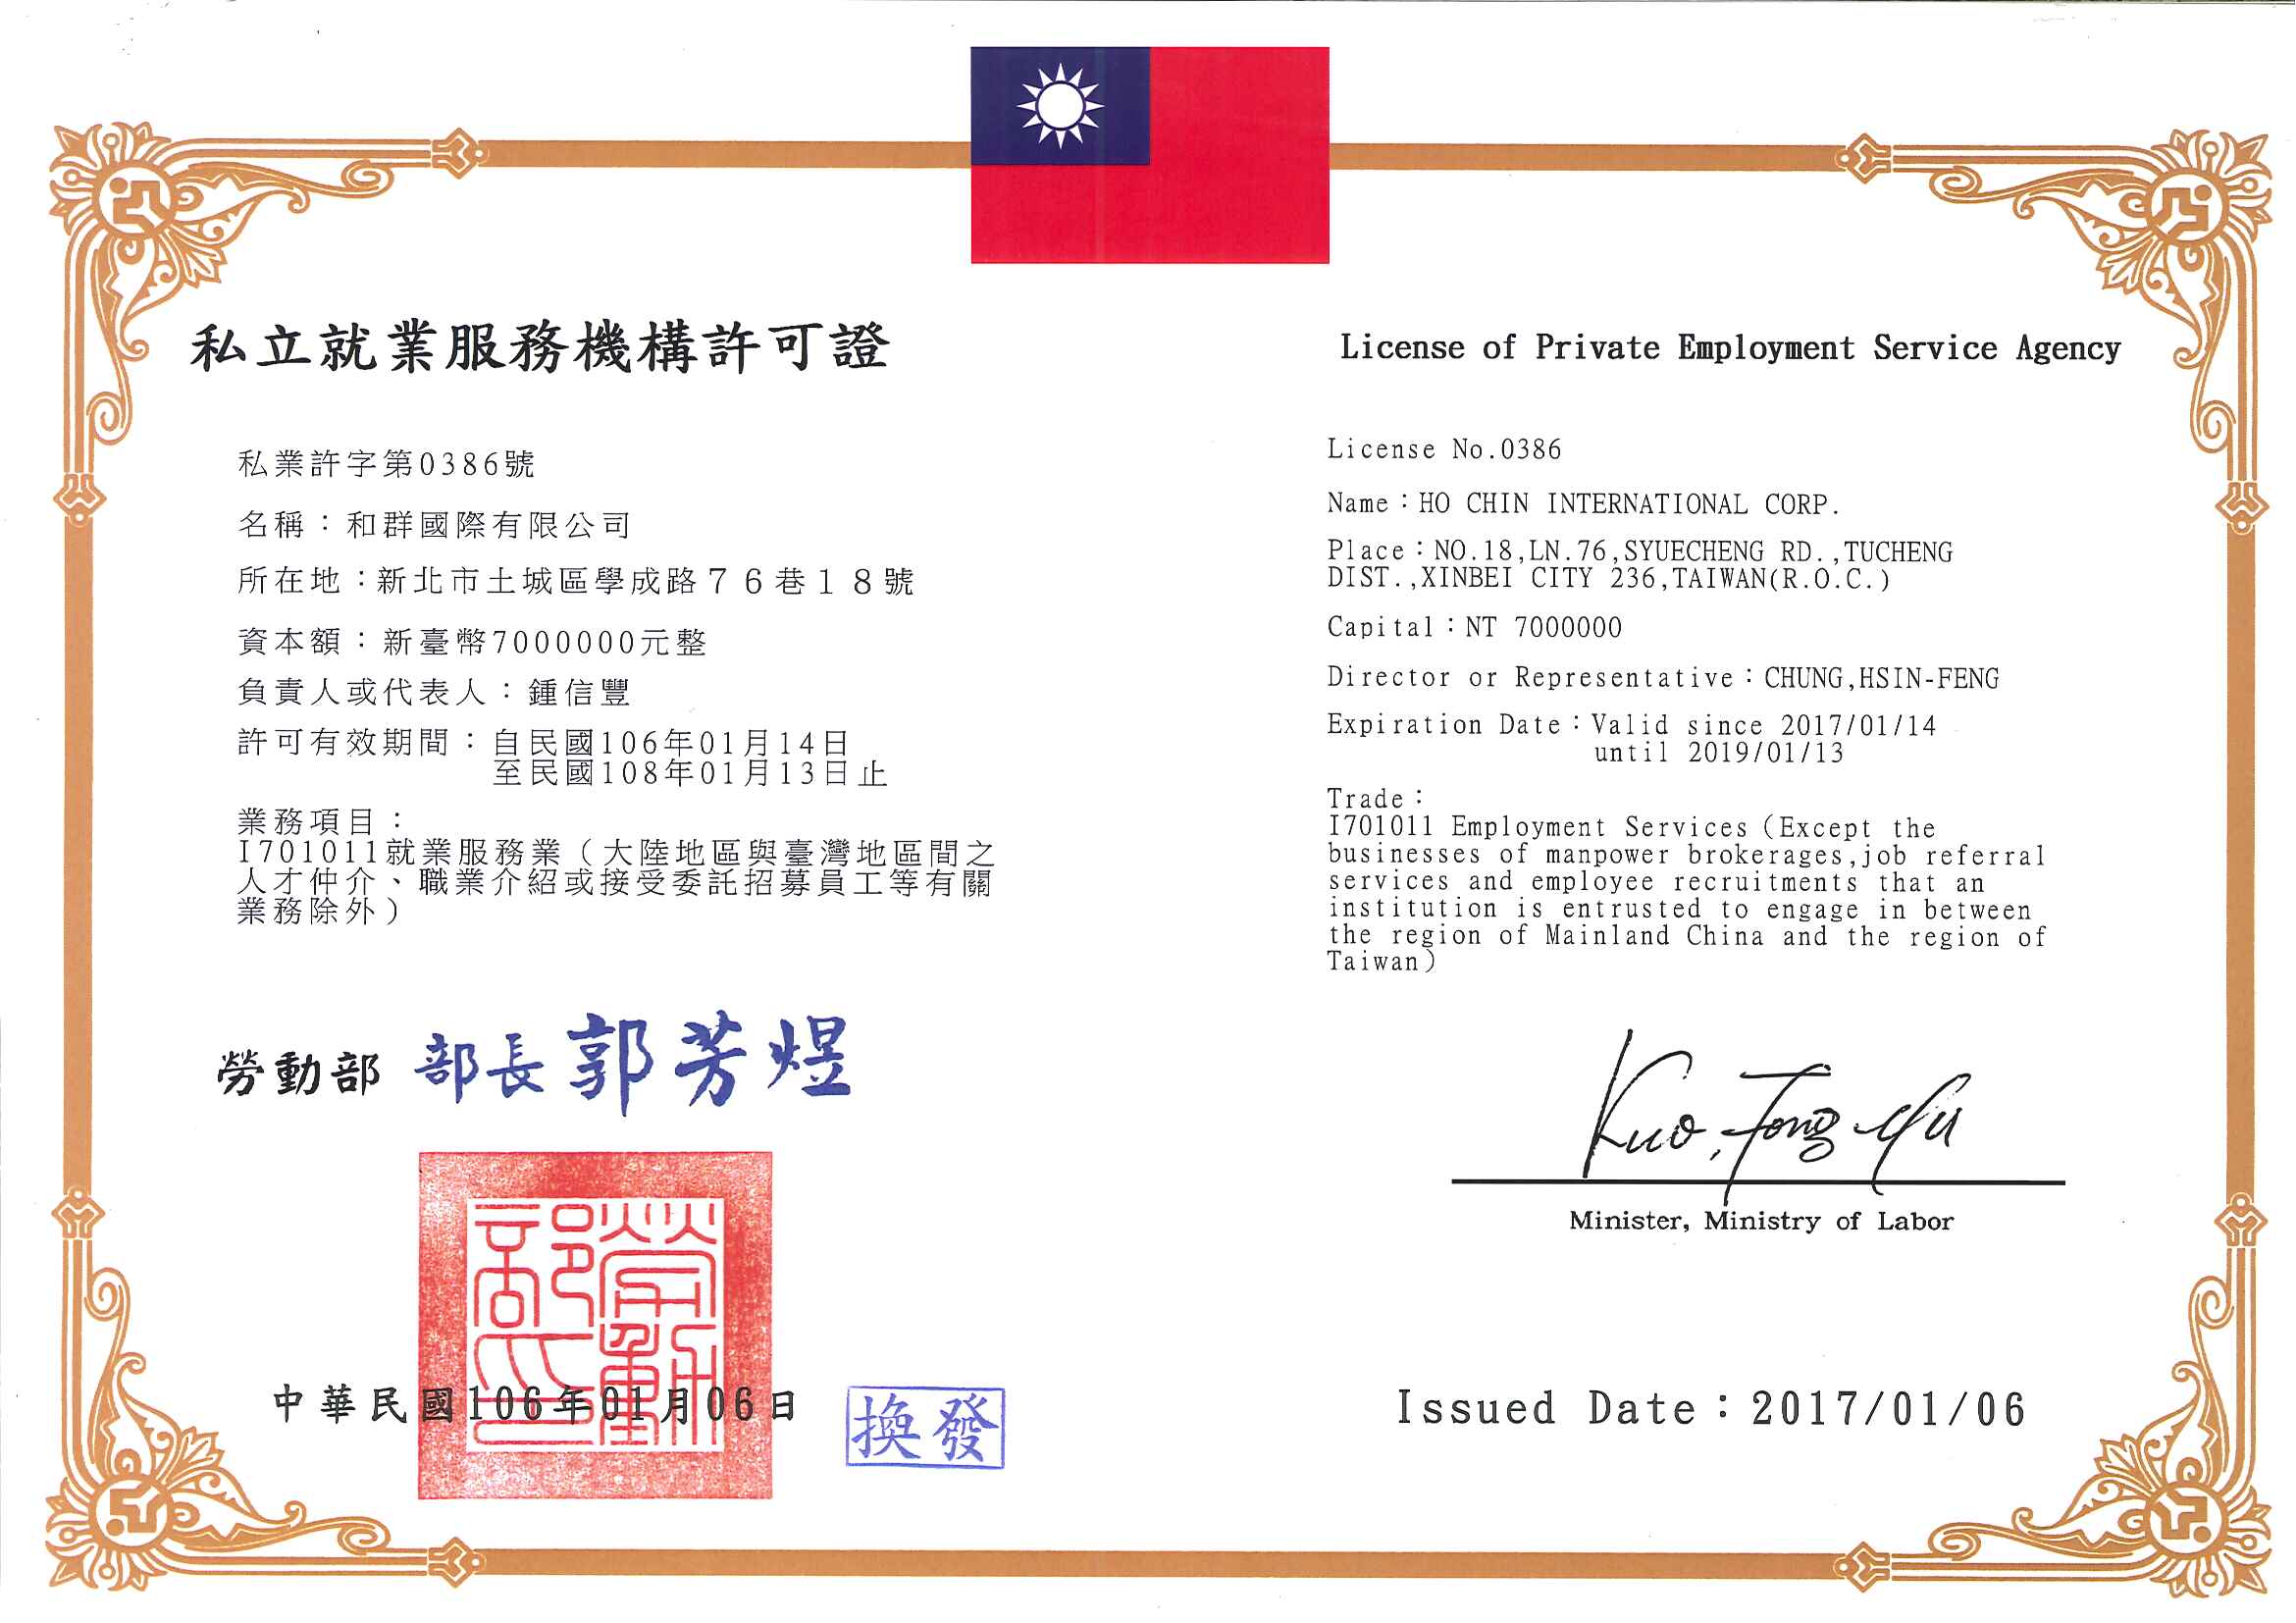 私立就業服務機構許可證
私業許字第0386號
名稱：和群國際有限公司
所在地：新北市土城區學成路７６巷１８號
資本額：新臺幣7000000元整
負責人或代表人：鍾信豐
許可有效期間：自民國106年01月14日
至民國108年01月13日止
業務項目：
I701011就業服務業（大陸地區與臺灣地區間之
人才仲介、職業介紹或接受委託招募員工等有關
業務除外）
勞動部 部長郭芳煜
勞動部印
中華民國106年01月06日
換發
License of Private Employment Service Agency
License No.0386
Name：HO CHIN INTERNATIONAL CORP.
Place：NO.18,LN.76,SYUECHENG RD.,TUCHENG
DIST.,XINBEI CITY 236,TAIWAN(R.O.C.)
Capital：NT 7000000
Director or Representative：CHUNG,HSIN-FENG
Expiration Date：Valid since 2017/01/14
until 2019/01/13
Trade：
I701011 Employment Services（Except the
businesses of manpower brokerages,job referral
services and employee recruitments that an
institution is entrusted to engage in between
the region of Mainland China and the region of
Taiwan）
Minister, Ministry of Labor
Issued Date：2017/01/06